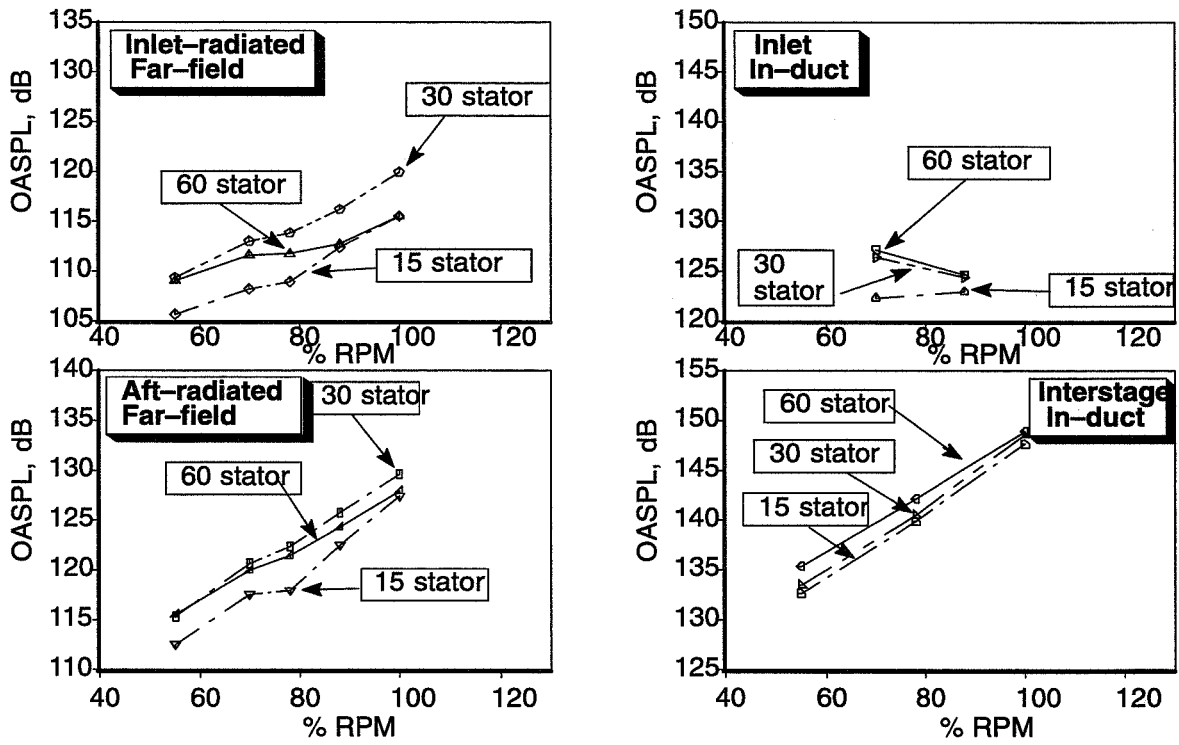 Inlet–radiated
Far–field
OASPL, dB
135
130
125
120
115
110
105
30 stator
60 stator
15 stator
40 60 80 100 120
% RPM
Inlet
In–duct
OASPL, dB
150
145
140
135
130
125
120
60 stator
30
stator
15 stator
40 60 80 100 120
% RPM
Aft–radiated
Far–field
OASPL, dB
140
135
130
125
120
115
110
30 stator
60 stator
15 stator
40 60 80 100 120
% RPM
Interstage
In–duct
OASPL, dB
155
150
145
140
135
130
125
60 stator
30 stator
15 stator
40 60 80 100 120
% RPM